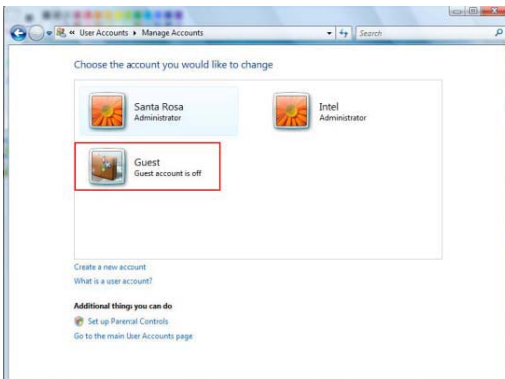 « User Accounts ▸ Manage Accounts
Search
Choose the account you would like to change
Santa Rosa
Administrator
Intel
Administrator
Guest
Guest account is off
Create a new account
What is a user account?
Additional things you can do
Set up Parental Controls
Go to the main User Accounts page